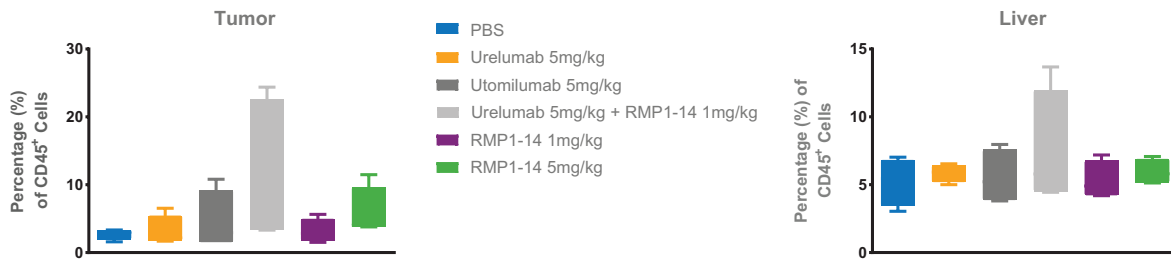 Tumor
Percentage (%)
of CD45⁺ Cells
30
20
10
0
PBS
Urelumab 5mg/kg
Utomilumab 5mg/kg
Urelumab 5mg/kg + RMP1-14 1mg/kg
RMP1-14 1mg/kg
RMP1-14 5mg/kg
Liver
Percentage (%) of
CD45⁺ Cells
15
10
5
0